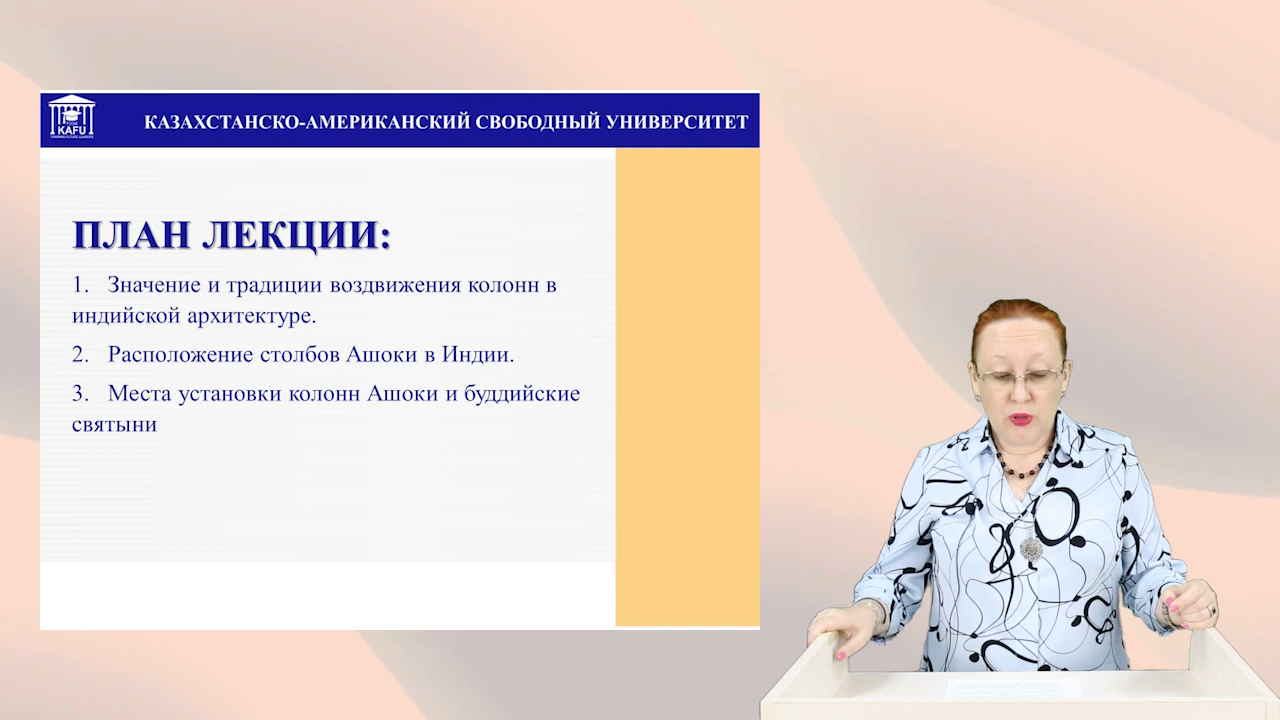 KAFU
КАЗАХСТАНСКО-АМЕРИКАНСКИЙ СВОБОДНЫЙ УНИВЕРСИТЕТ
ПЛАН ЛЕКЦИИ:
1. Значение и традиции воздвижения колонн в
индийской архитектуре.
2. Расположение столбов Ашоки в Индии.
3. Места установки колонн Ашоки и буддийские
святыни